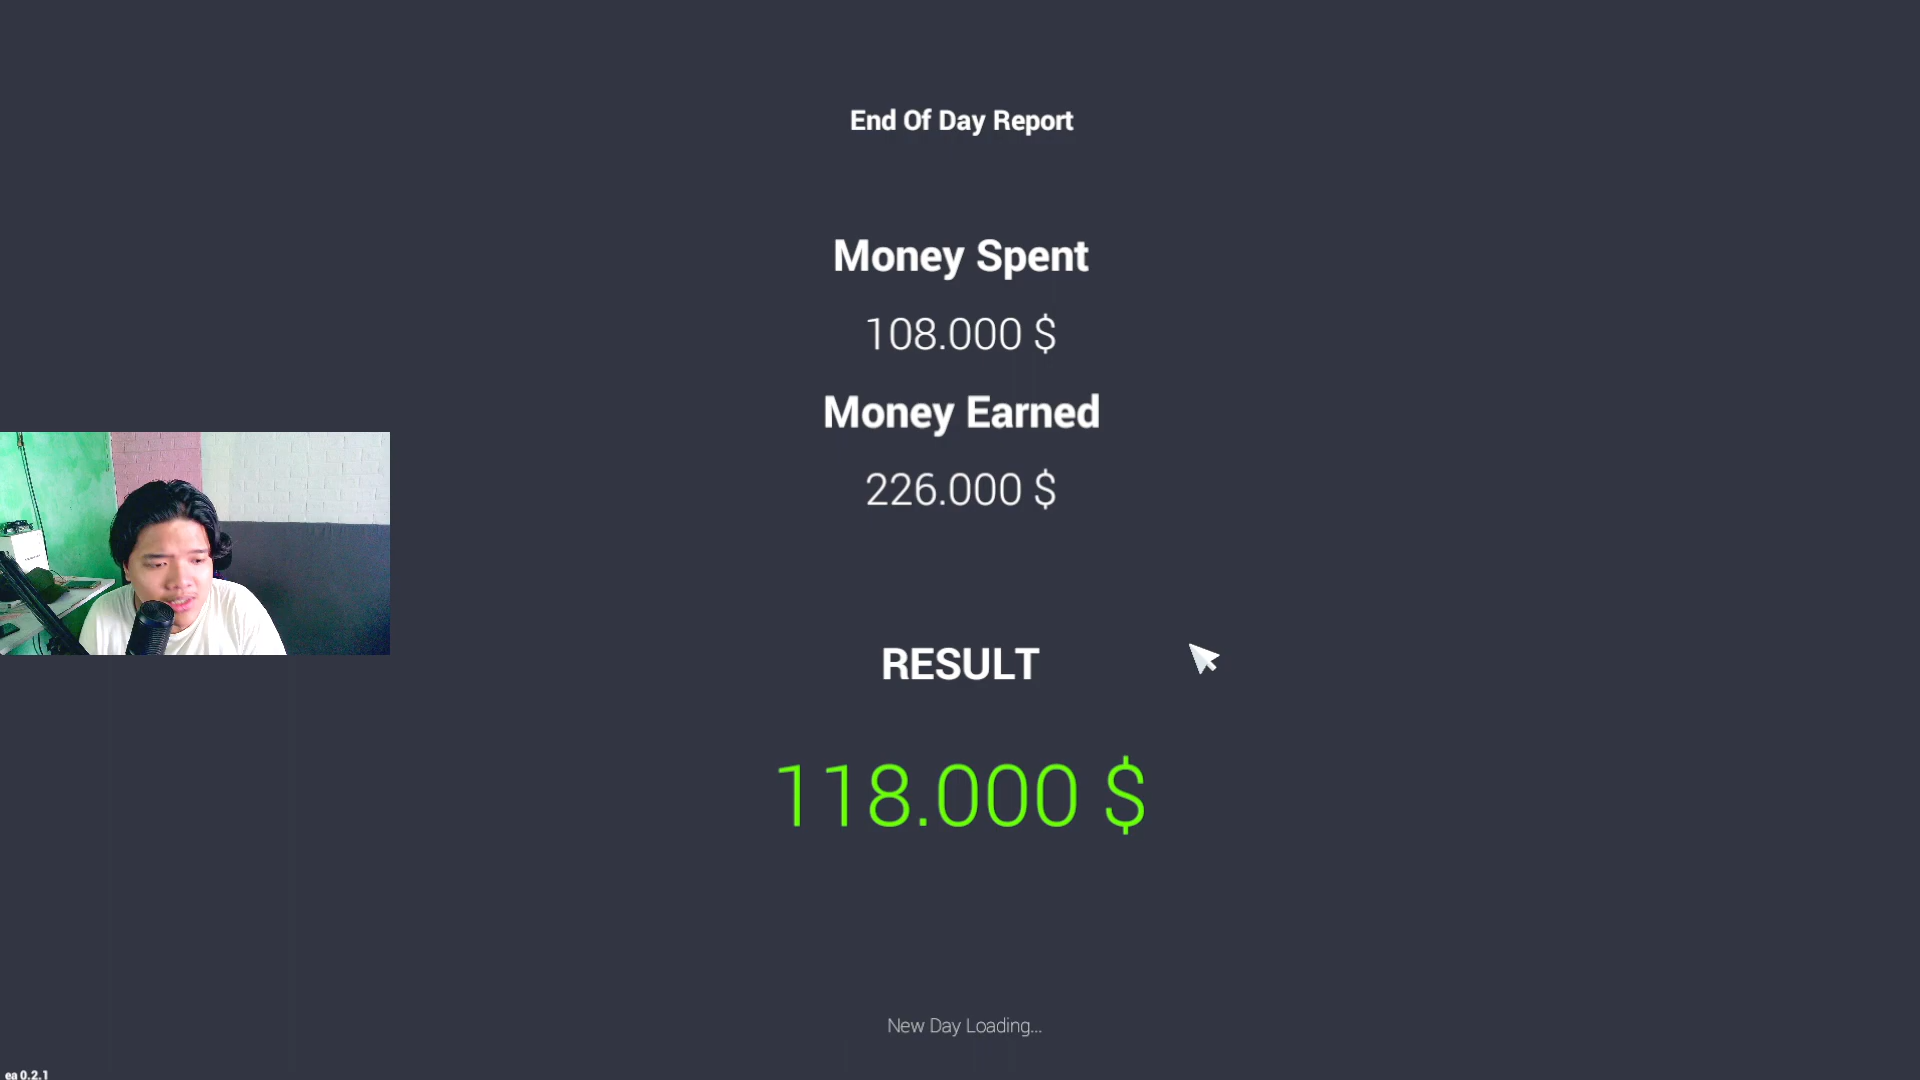 End Of Day Report
Money Spent
108.000 $
Money Earned
226.000 $
RESULT
118.000 $
New Day Loading...
ea 0.2.1